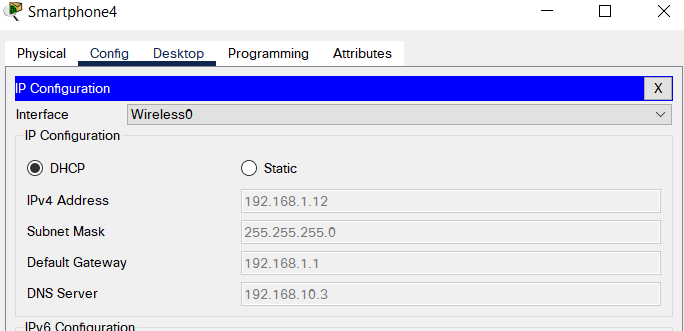 Smartphone4
Physical Config Desktop Programming Attributes
IP Configuration X
Interface Wireless0
IP Configuration
DHCP Static
IPv4 Address 192.168.1.12
Subnet Mask 255.255.255.0
Default Gateway 192.168.1.1
DNS Server 192.168.10.3
IPv6 Configuration